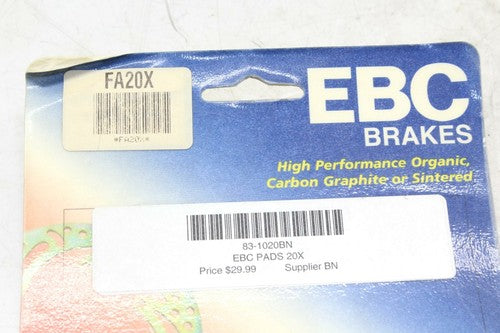 FA20X
*FA20X*
EBC
BRAKES
High Performance Organic,
Carbon Graphite or Sintered
83-1020BN
EBC PADS 20X
Price $29.99 Supplier BN